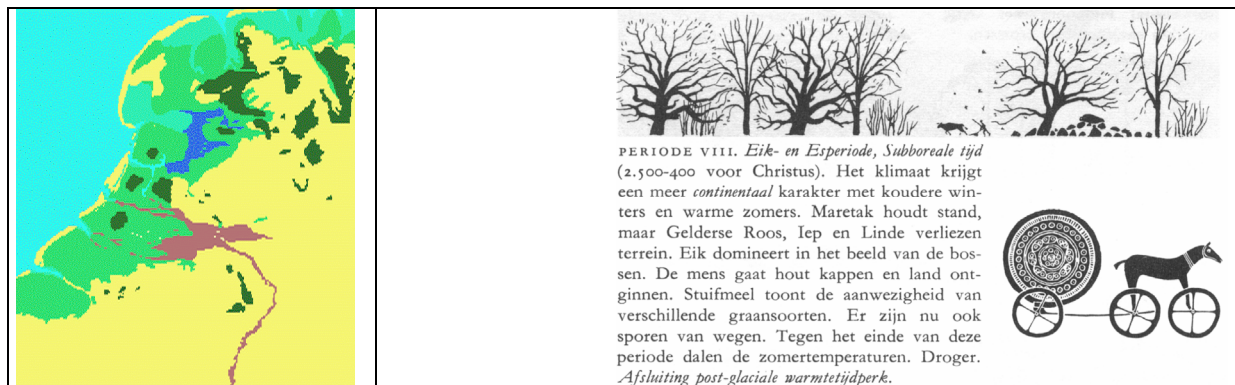 PERIODE VIII. Eik- en Esperiode, Subboreale tijd
(2.500-400 voor Christus). Het klimaat krijgt
een meer continentaal karakter met koudere win-
ters en warme zomers. Maretak houdt stand,
maar Gelderse Roos, Iep en Linde verliezen
terrein. Eik domineert in het beeld van de bos-
sen. De mens gaat hout kappen en land ont-
ginnen. Stuifmeel toont de aanwezigheid van
verschillende graansoorten. Er zijn nu ook
sporen van wegen. Tegen het einde van deze
periode dalen de zomertemperaturen. Droger.
Afsluiting post-glaciale warmtetijdperk.